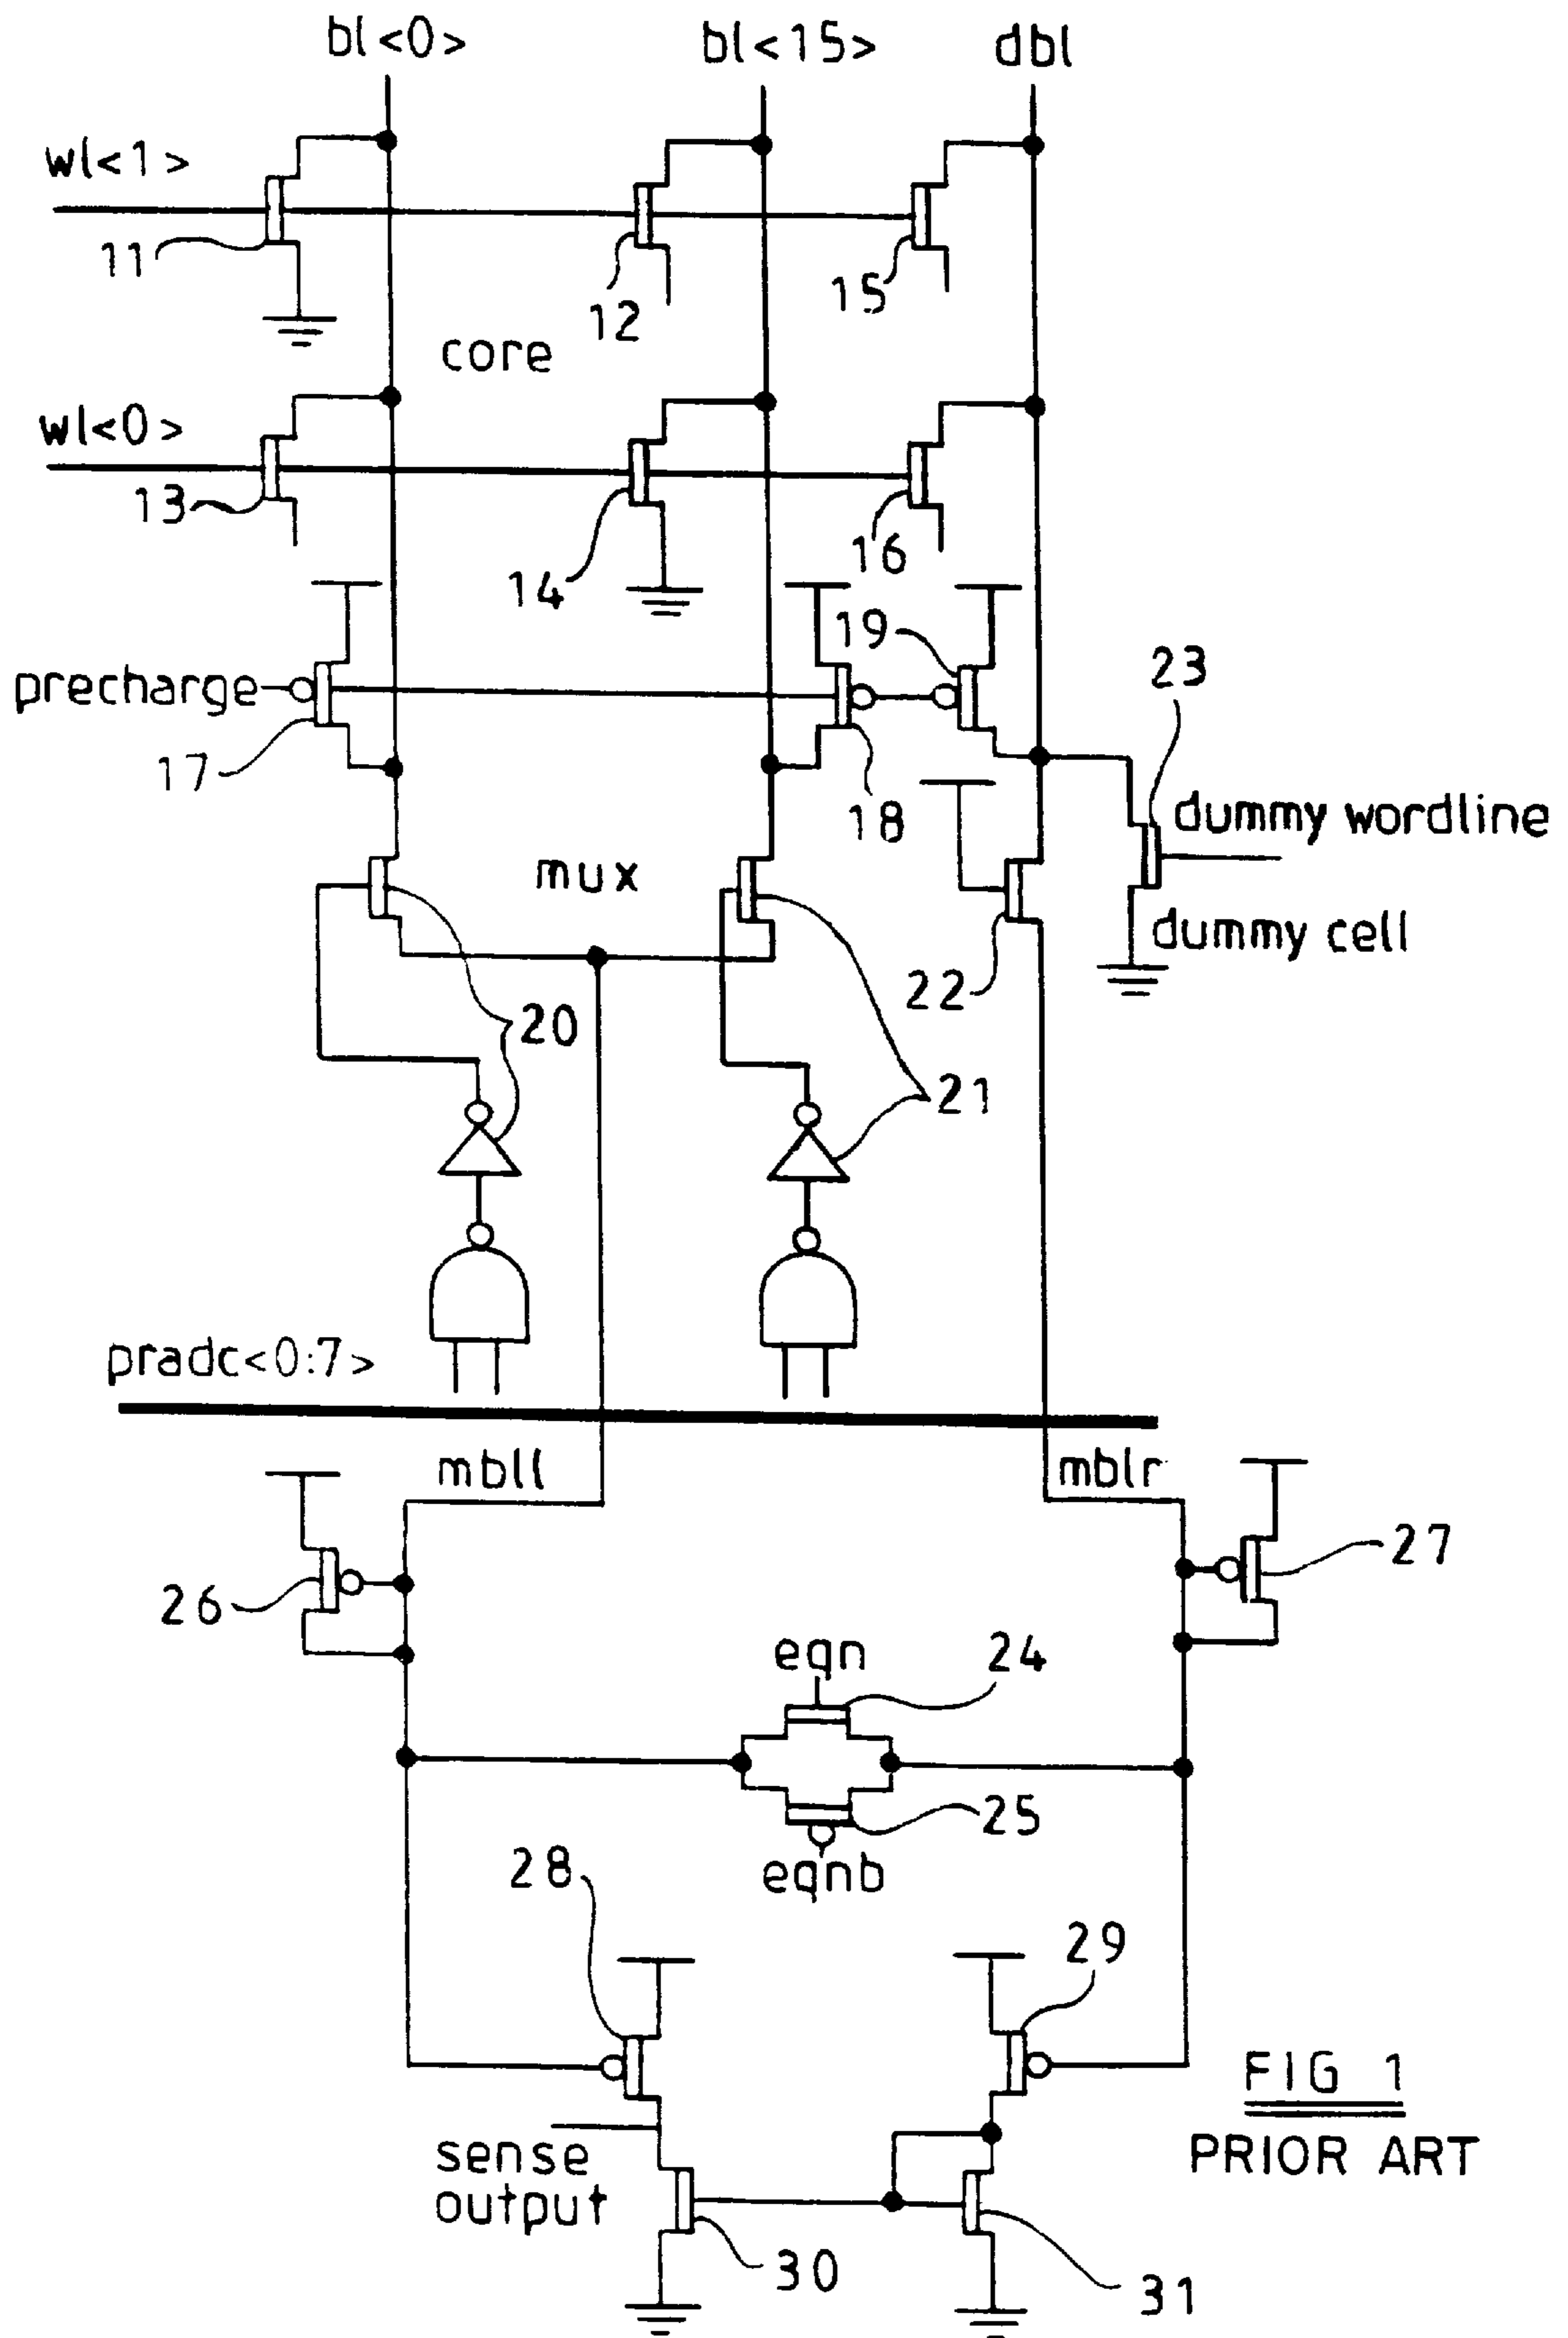 bl<0>
bl<15>
dbl
wl<1>
11
12
15
core
wl<0>
13
14
16
19
23
precharge
17
18
dummy wordline
mux
dummy cell
22
20
21
pradc<0:7>
mbll
mblr
26
27
eqn
24
25
eqnb
28
29
sense
output
30
31
FIG 1
PRIOR ART